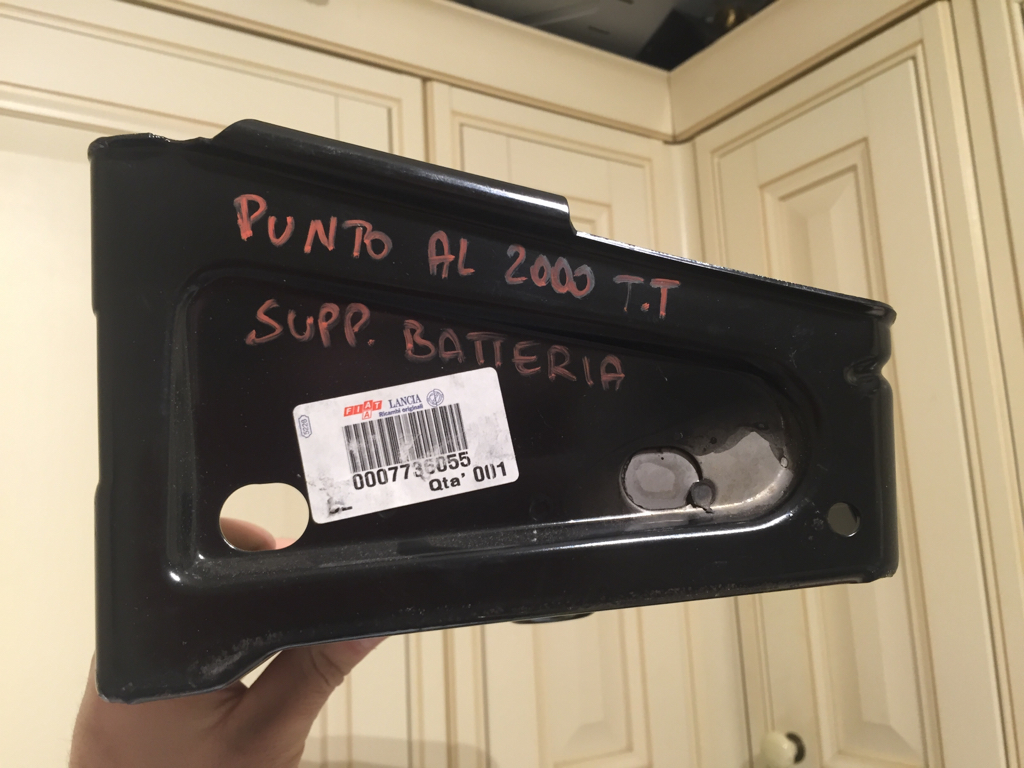 PUNTO AL 2000 T.T
SUPP. BATTERIA
FIAT LANCIA
Ricambi originali
0007736055
Qta' 001